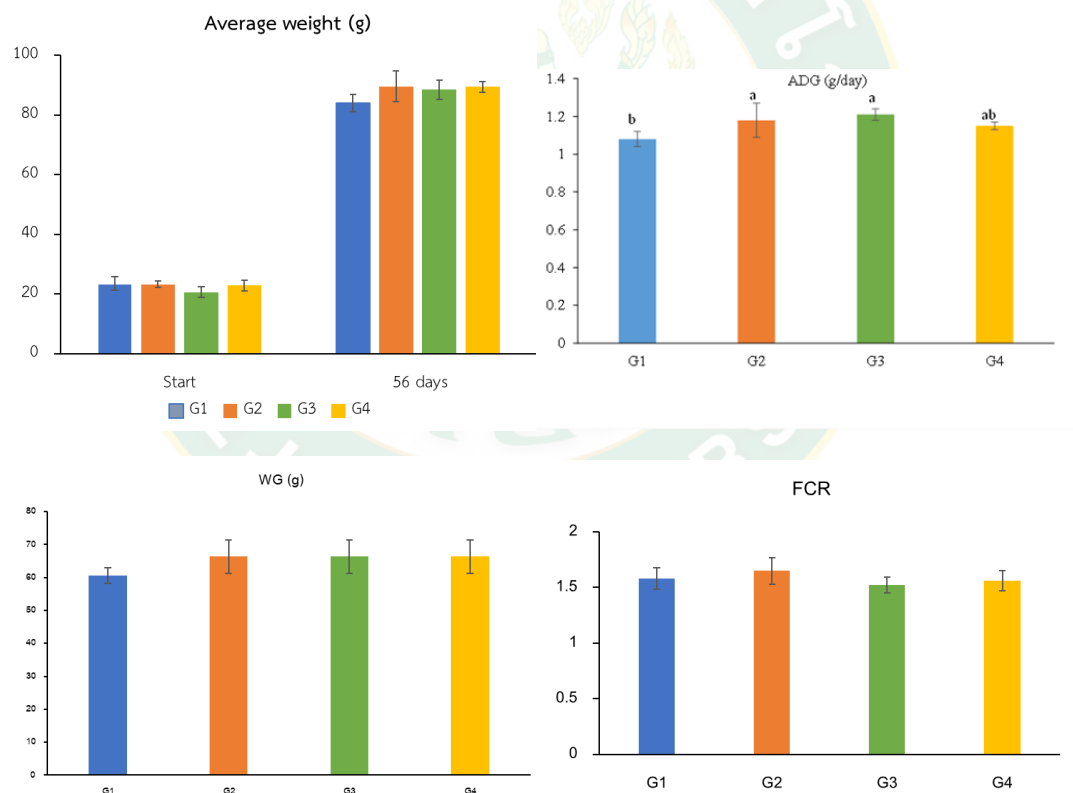 Average weight (g)
100
80
60
40
20
0
Start
56 days
G1
G2
G3
G4
ADG (g/day)
1.4
1.2
1
0.8
0.6
0.4
0.2
0
b
a
a
ab
G1
G2
G3
G4
WG (g)
80
70
60
50
40
30
20
10
0
G1
G2
G3
G4
FCR
2
1.5
1
0.5
0
G1
G2
G3
G4